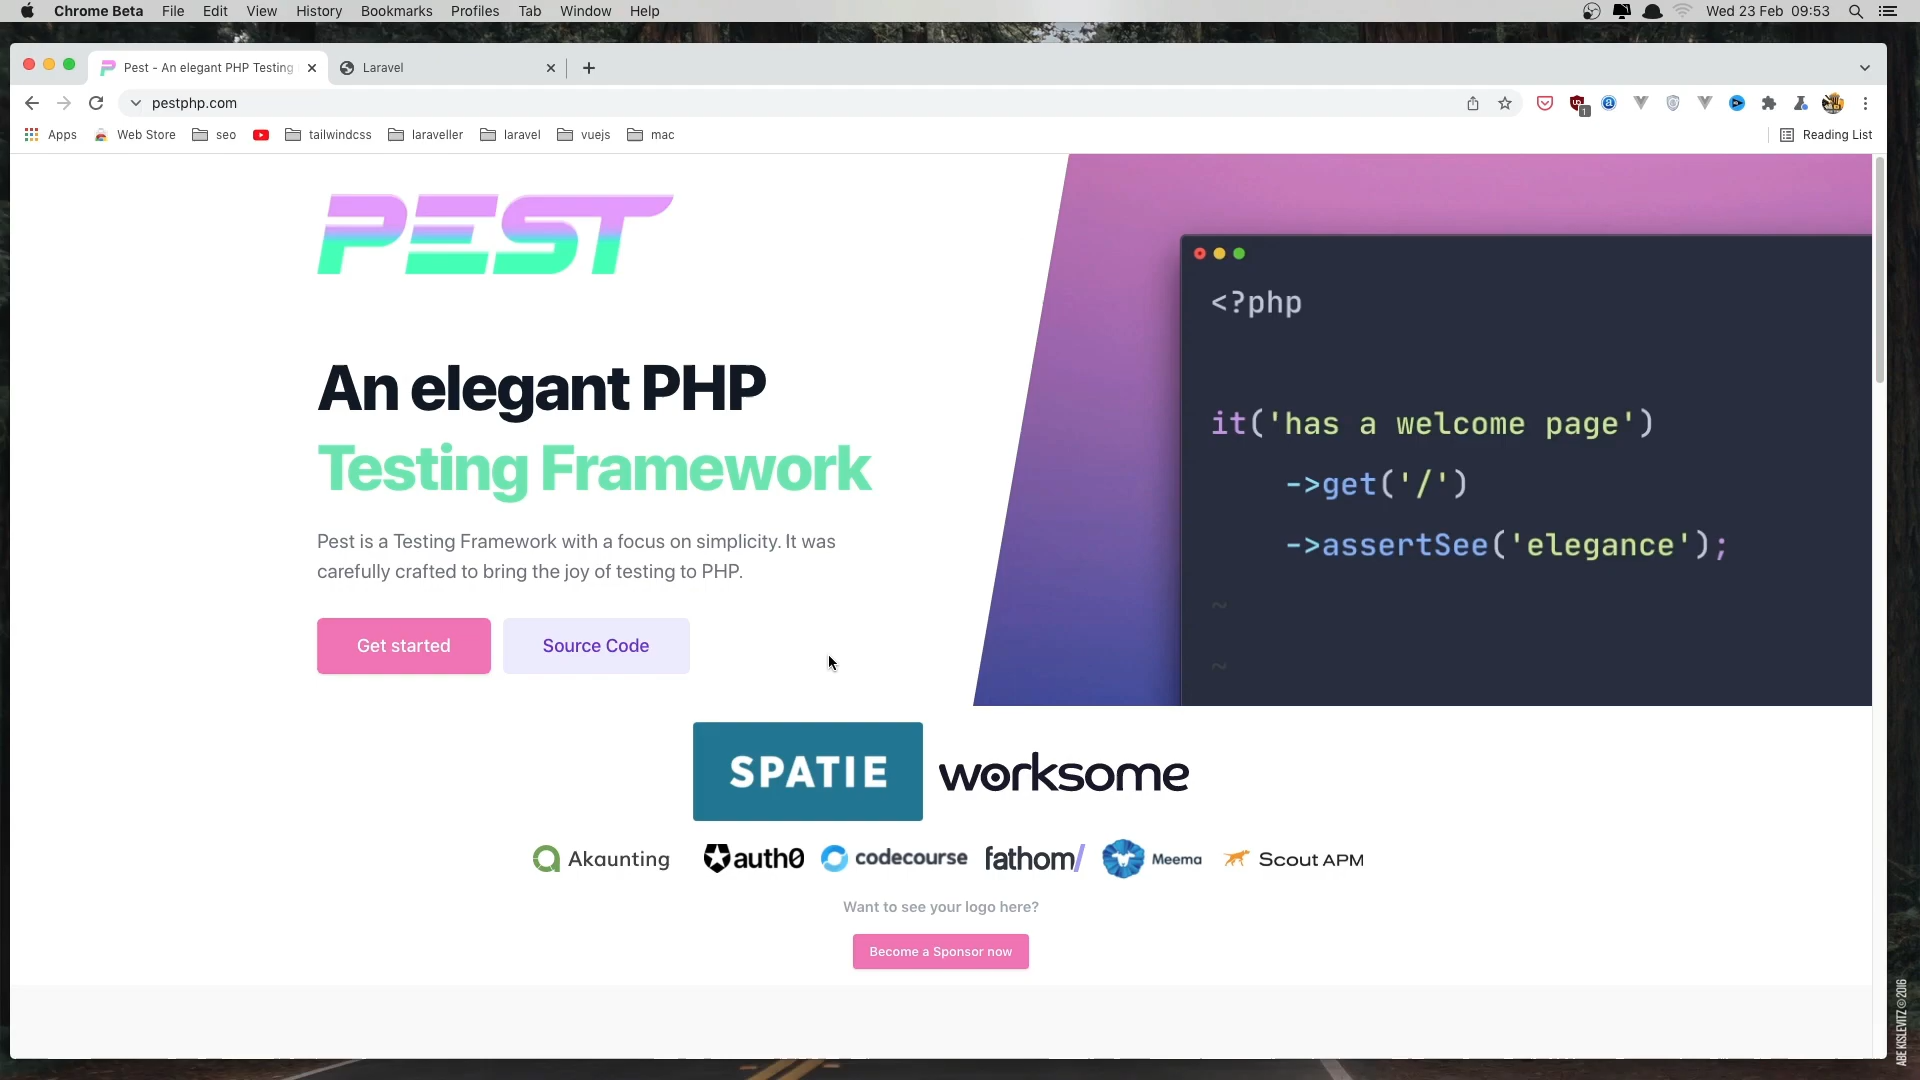 Chrome Beta File Edit View History Bookmarks Profiles Tab Window Help Wed 23 Feb 09:53
Pest - An elegant PHP Testing Laravel
pestphp.com
1
Apps Web Store seo tailwindcss laraveller laravel vuejs mac Reading List
PEST
An elegant PHP
Testing Framework
Pest is a Testing Framework with a focus on simplicity. It was
carefully crafted to bring the joy of testing to PHP.
Get started Source Code
<?php
it('has a welcome page')
->get('/')
->assertSee('elegance');
~
~
SPATIE worksome
Akaunting auth0 codecourse fathom/ Meema Scout APM
Want to see your logo here?
Become a Sponsor now
ABE KISLEVITZ © 2016